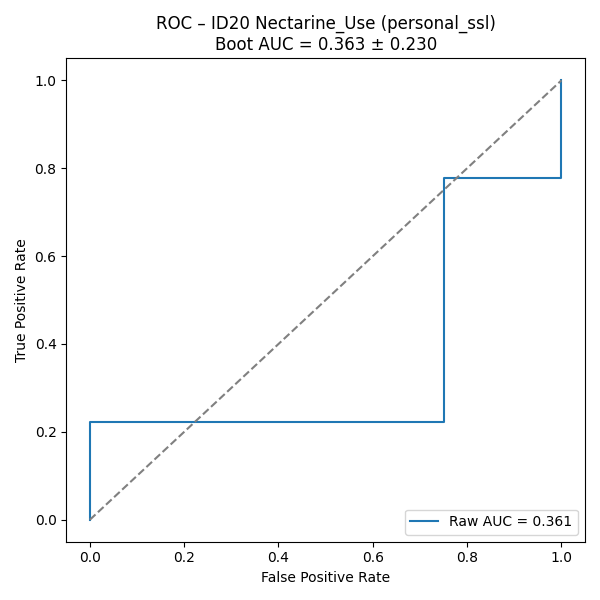 ROC – ID20 Nectarine_Use (personal_ssl)
Boot AUC = 0.363 ± 0.230
1.0
0.8
0.6
0.4
0.2
0.0
True Positive Rate
Raw AUC = 0.361
0.0 0.2 0.4 0.6 0.8 1.0
False Positive Rate